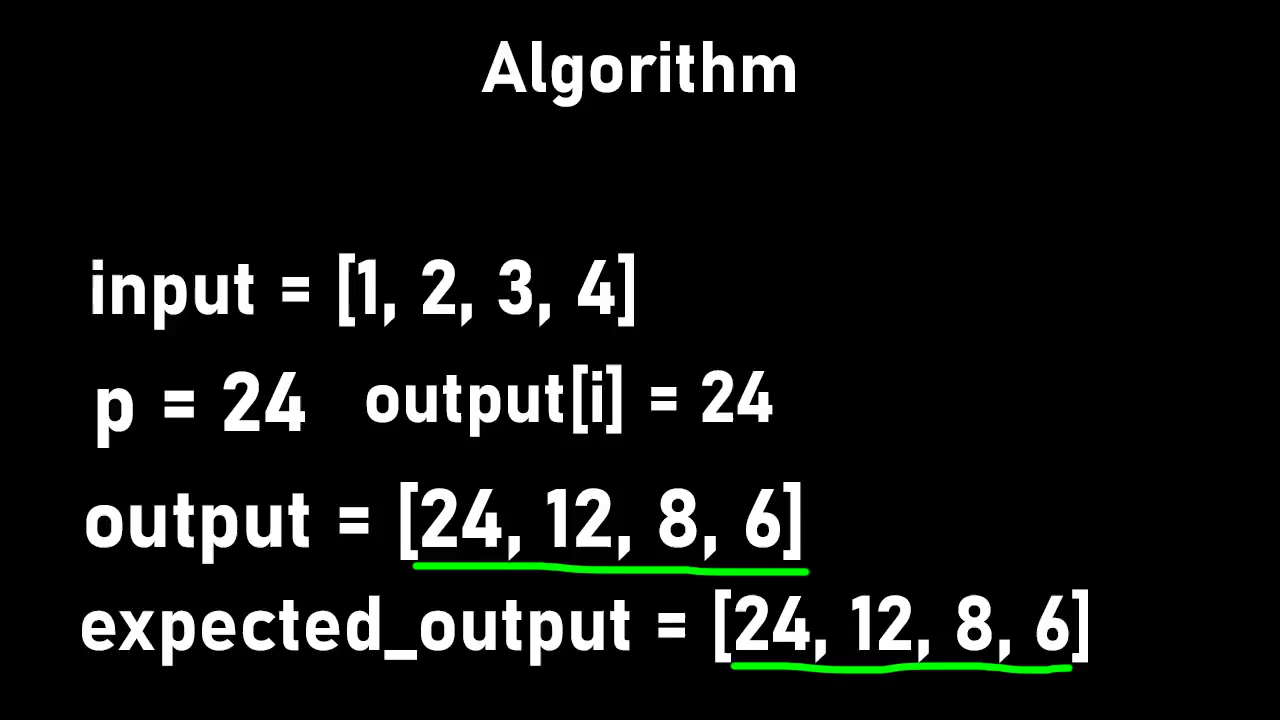 Algorithm
input = [1, 2, 3, 4]
p = 24 output[i] = 24
output = [24, 12, 8, 6]
expected_output = [24, 12, 8, 6]